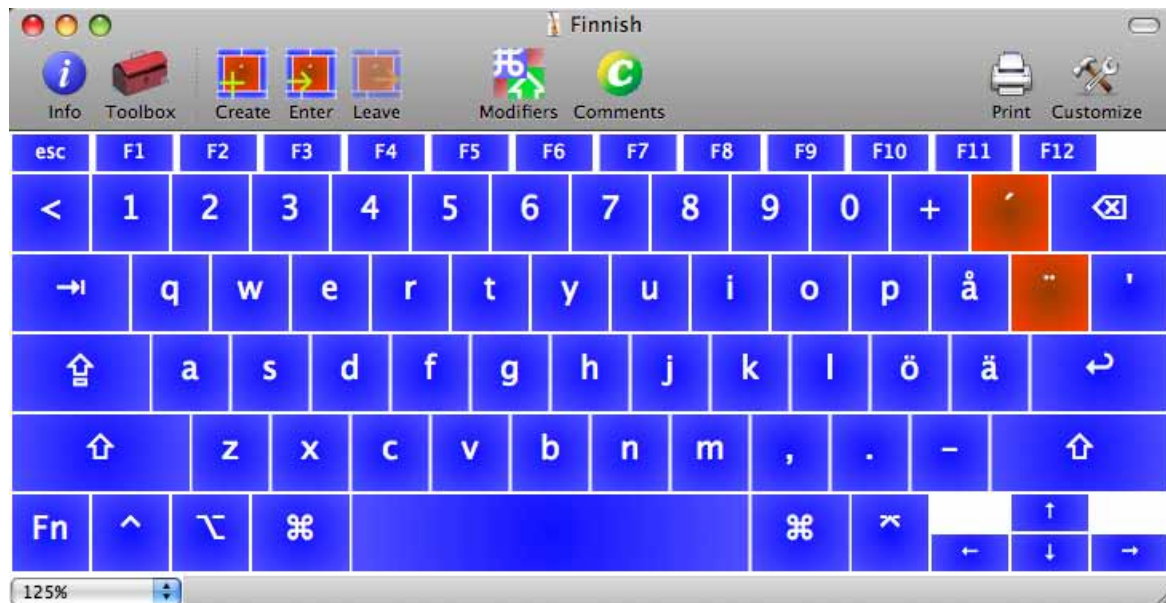 Finnish
Info Toolbox Create Enter Leave Modifiers Comments Print Customize
esc F1 F2 F3 F4 F5 F6 F7 F8 F9 F10 F11 F12
< 1 2 3 4 5 6 7 8 9 0 + ´ ⌫
⇥ q w e r t y u i o p å ¨ '
⇪ a s d f g h j k l ö ä ↩
⇧ z x c v b n m , . – ⇧
Fn ^ ⌥ ⌘ ⌘ ⌤ ↑
← ↓ →
125%